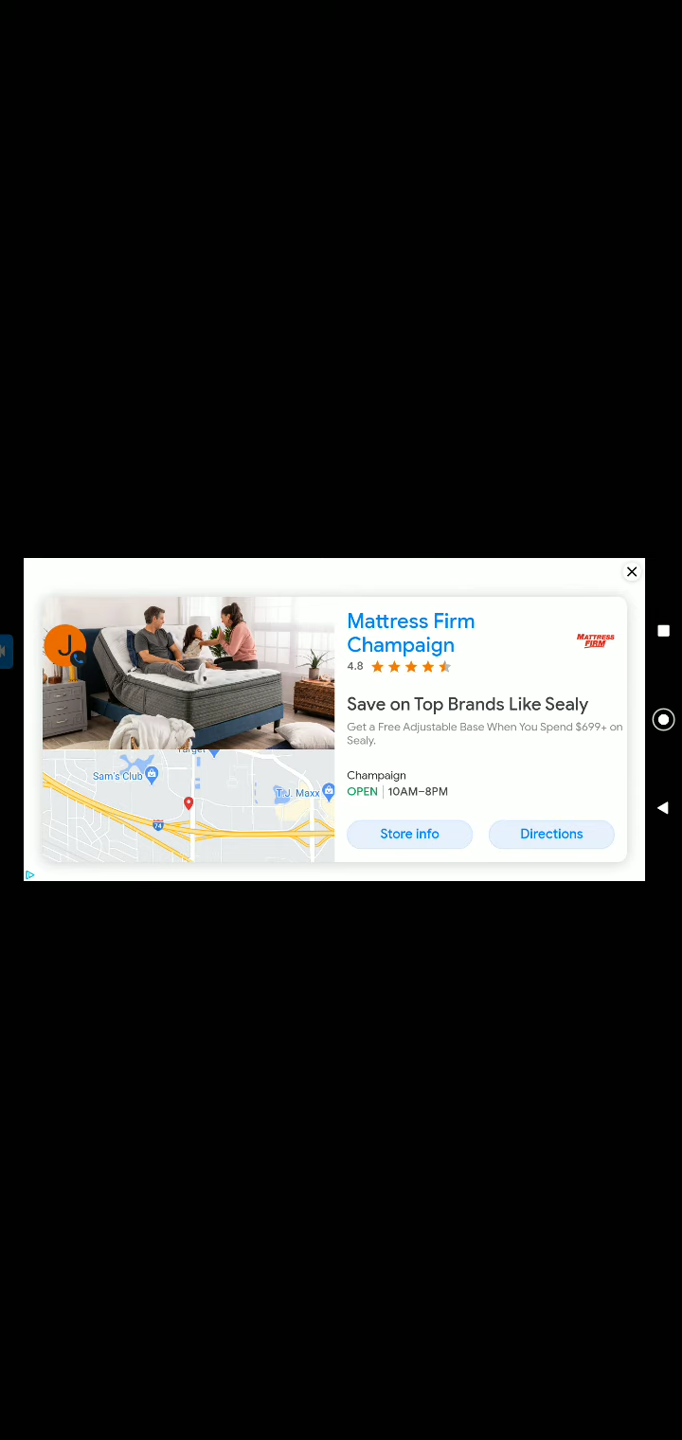 J
Mattress Firm
Champaign
MATTRESS
FIRM
4.8
Save on Top Brands Like Sealy
Get a Free Adjustable Base When You Spend $699+ on
Sealy.
Target
Sam's Club
T.J. Maxx
74
Champaign
OPEN | 10AM–8PM
Store info
Directions